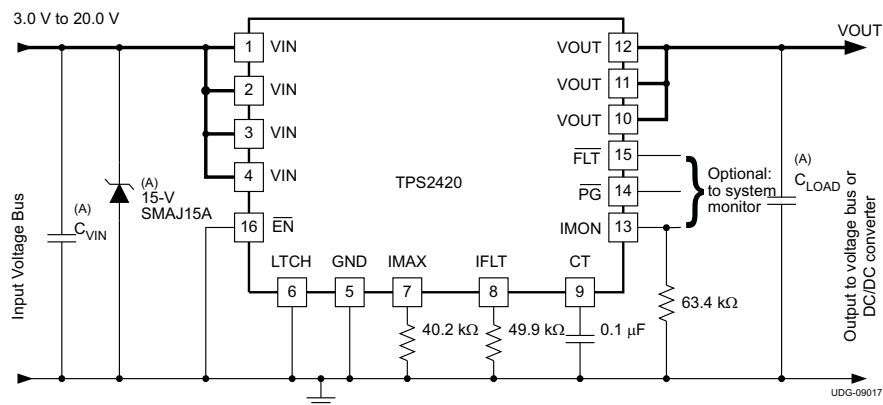 3.0 V to 20.0 V
VOUT
1 VIN
VOUT 12
2 VIN
VOUT 11
3 VIN
VOUT 10
4 VIN
FLT 15
TPS2420
PG 14
16 EN
IMON 13
Optional:
to system
monitor
(A)
15-V
SMAJ15A
(A)
CVIN
(A)
CLOAD
Input Voltage Bus
Output to voltage bus or
DC/DC converter
LTCH GND IMAX IFLT CT
6 5 7 8 9
40.2 kΩ
49.9 kΩ
0.1 μF
63.4 kΩ
UDG-09017